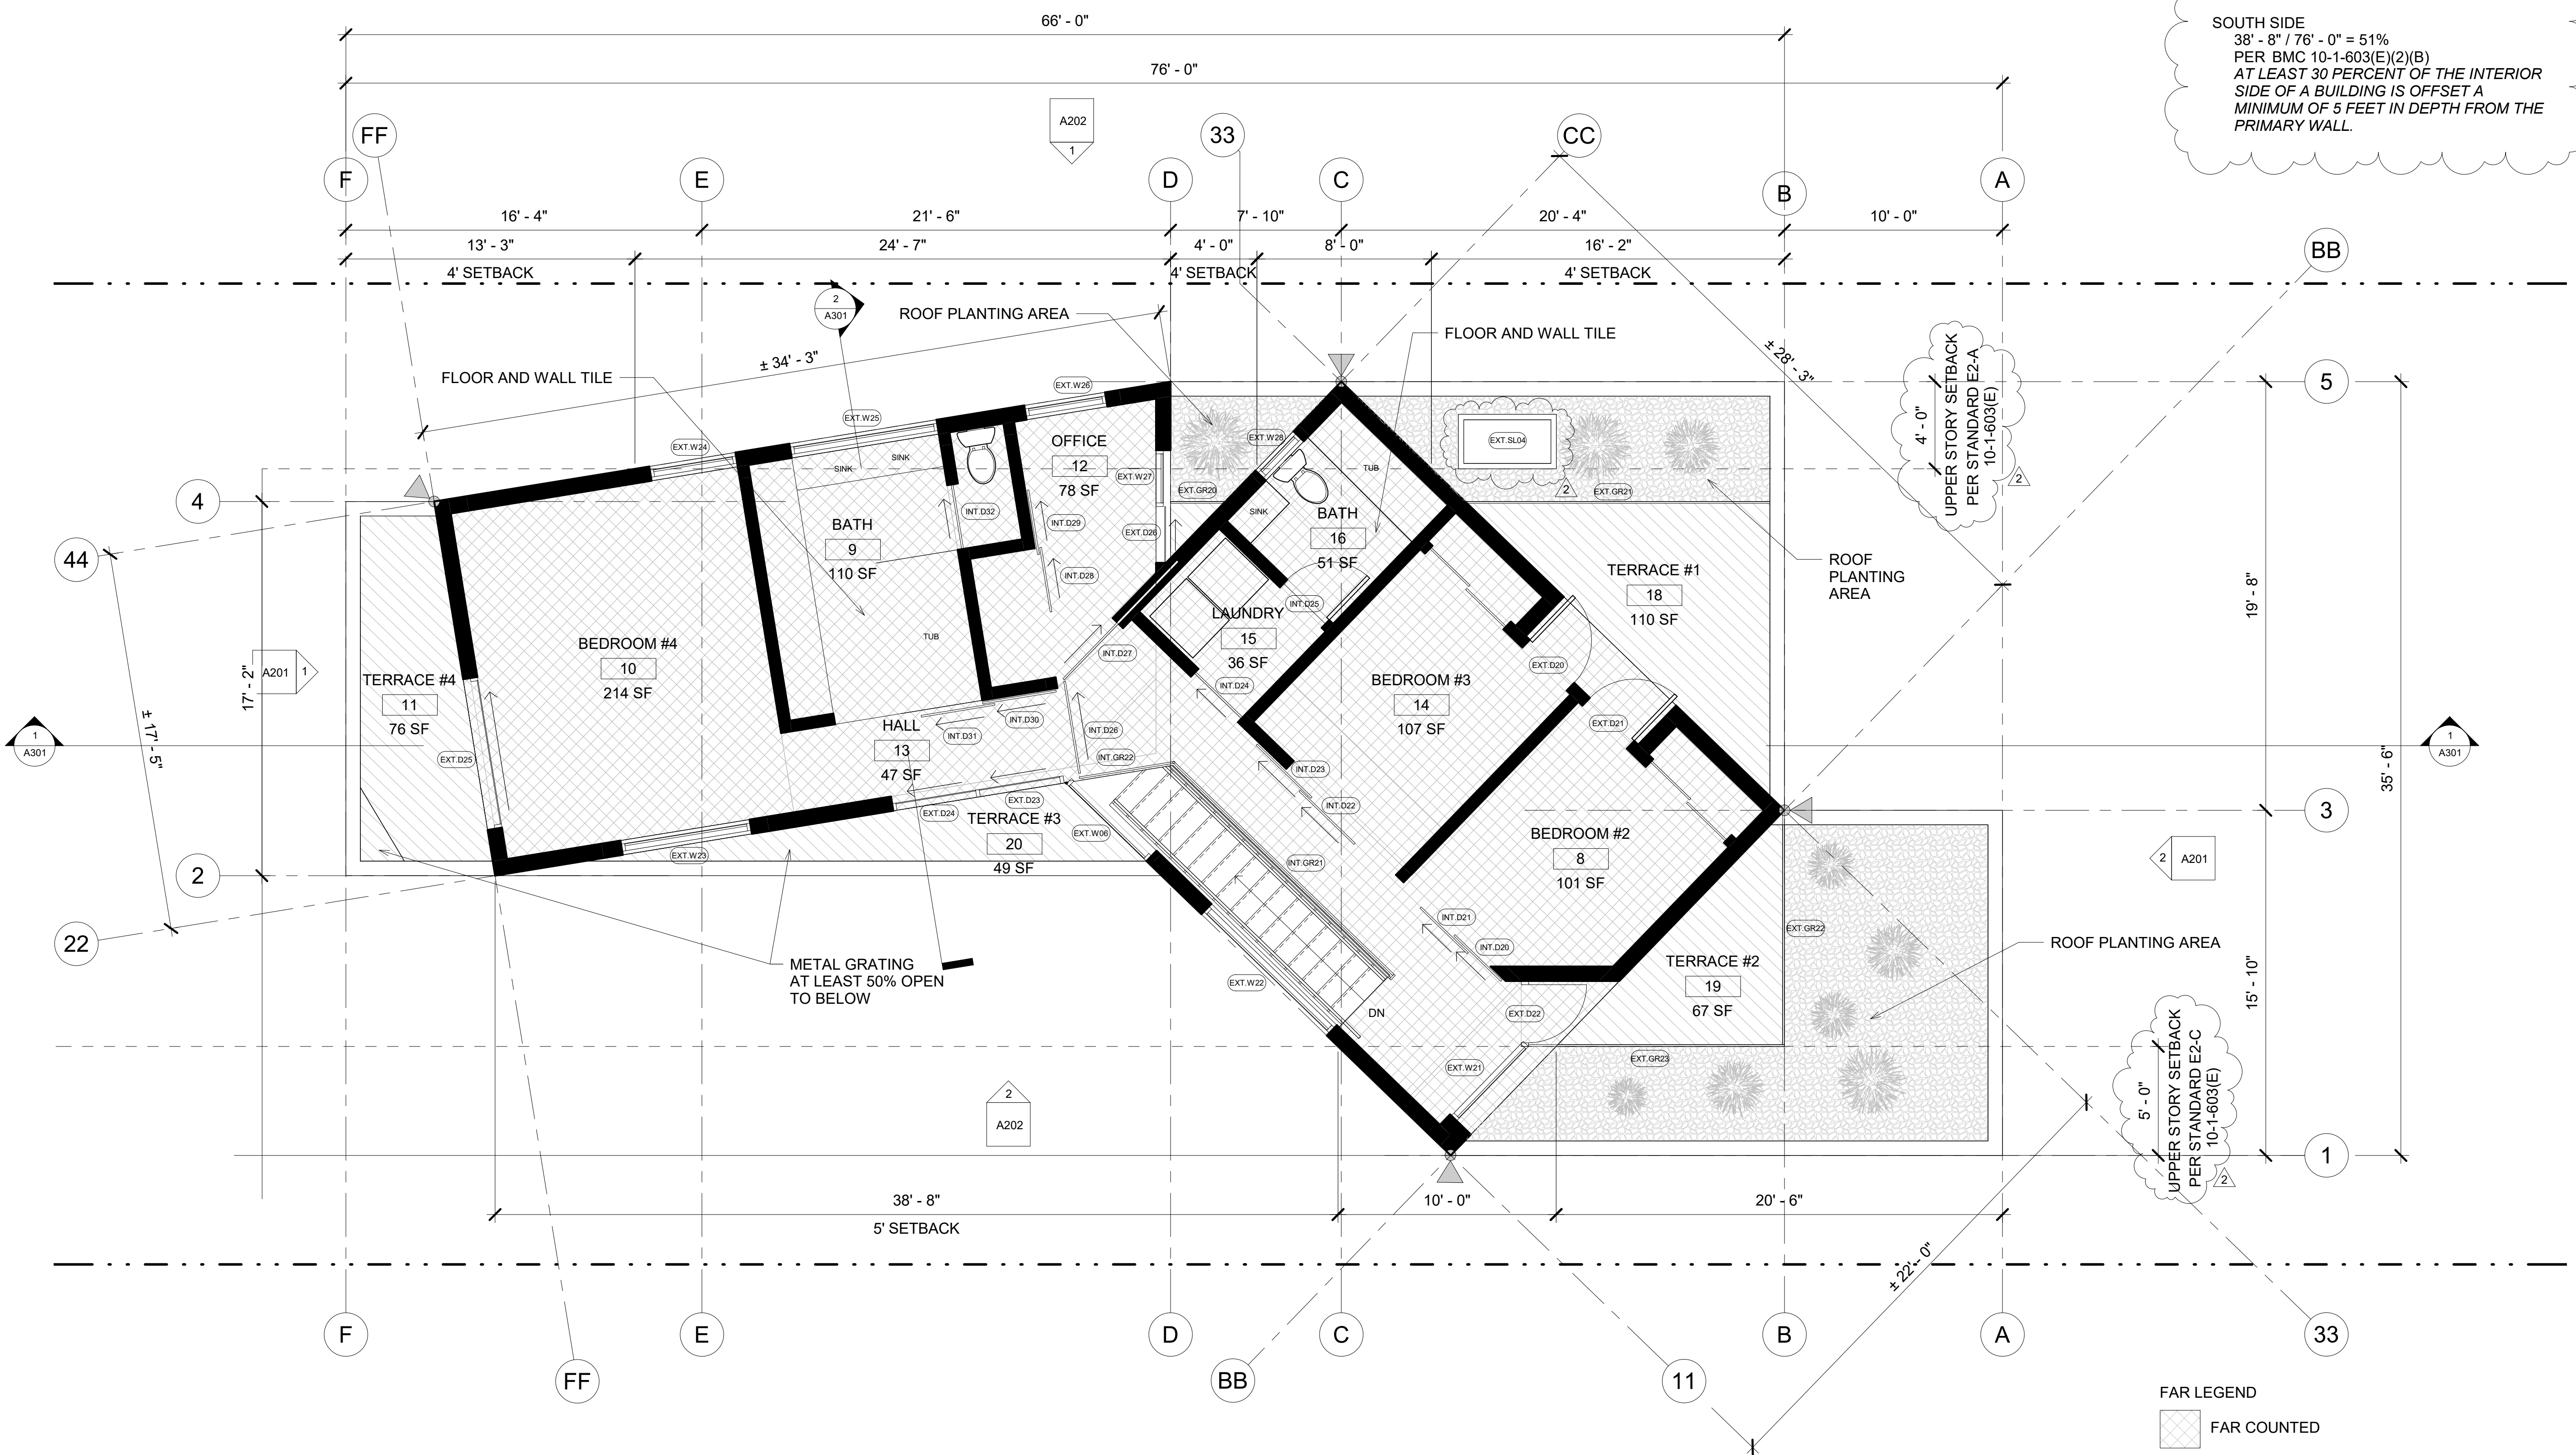 66' - 0"
SOUTH SIDE
38' - 8" / 76' - 0" = 51%
PER BMC 10-1-603(E)(2)(B)
AT LEAST 30 PERCENT OF THE INTERIOR
SIDE OF A BUILDING IS OFFSET A
MINIMUM OF 5 FEET IN DEPTH FROM THE
PRIMARY WALL.
76' - 0"
A202
1
FF
33
CC
F
E
D
C
B
A
16' - 4"
21' - 6"
7' - 10"
20' - 4"
10' - 0"
13' - 3"
24' - 7"
4' - 0"
8' - 0"
16' - 2"
BB
4' SETBACK
4' SETBACK
4' SETBACK
2
A301
ROOF PLANTING AREA
FLOOR AND WALL TILE
± 34' - 3"
± 28' - 3"
FLOOR AND WALL TILE
4' - 0"
UPPER STORY SETBACK
PER STANDARD E2-A
10-1-603(E)
2
5
EXT.W26
EXT.W25
EXT.W24
EXT.W28
EXT.SL04
SINK
SINK
OFFICE
12
78 SF
EXT.W27
TUB
EXT.GR20
EXT.GR21
2
4
INT.D32
INT.D29
EXT.D26
SINK
BATH
16
51 SF
BATH
9
110 SF
44
INT.D28
ROOF
PLANTING
AREA
TERRACE #1
18
110 SF
19' - 8"
INT.D25
LAUNDRY
15
36 SF
TUB
BEDROOM #4
10
214 SF
INT.D27
EXT.D20
A201
1
17' - 2"
TERRACE #4
11
76 SF
INT.D24
BEDROOM #3
14
107 SF
± 17' - 5"
HALL
13
47 SF
INT.D30
INT.D31
INT.D26
INT.GR22
EXT.D21
1
A301
EXT.D25
INT.D23
1
A301
35' - 6"
EXT.D23
EXT.D24
INT.D22
TERRACE #3
20
49 SF
EXT.W06
3
BEDROOM #2
8
101 SF
EXT.W23
INT.GR21
2
A201
2
22
INT.D21
EXT.GR22
INT.D20
ROOF PLANTING AREA
METAL GRATING
AT LEAST 50% OPEN
TO BELOW
EXT.W22
TERRACE #2
19
67 SF
15' - 10"
DN
EXT.D22
EXT.GR23
EXT.W21
5' - 0"
UPPER STORY SETBACK
PER STANDARD E2-C
10-1-603(E)
2
2
A202
1
38' - 8"
10' - 0"
20' - 6"
5' SETBACK
± 22' - 0"
F
E
D
C
B
A
33
FF
BB
11
FAR LEGEND
FAR COUNTED